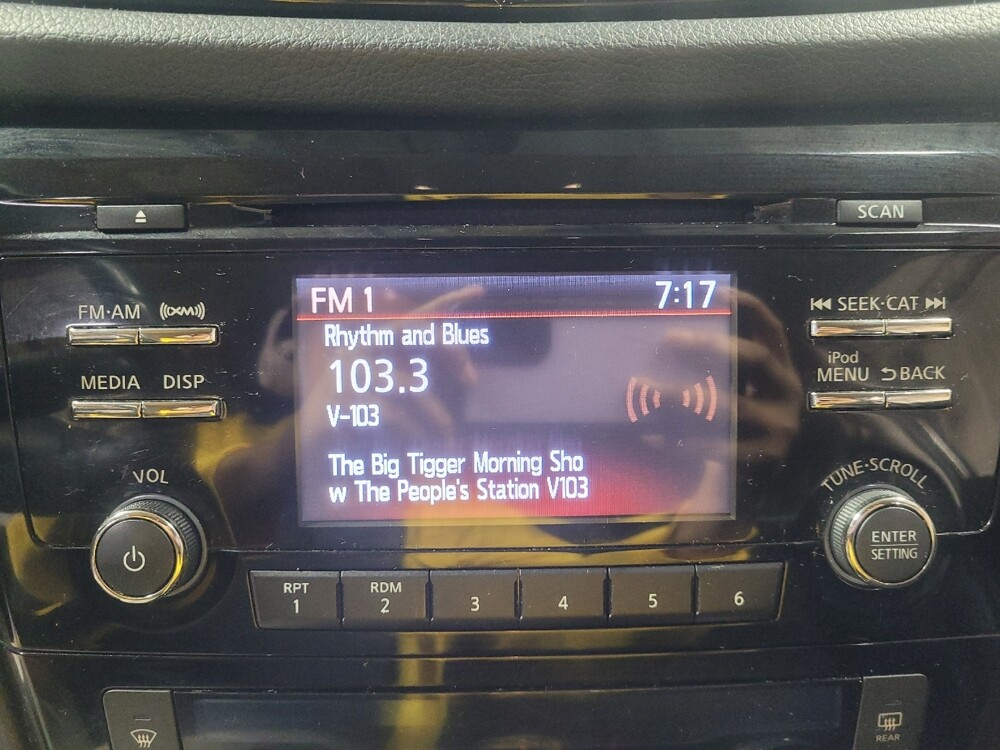 SCAN
FM·AM
((XM))
SEEK·CAT
MEDIA
DISP
iPod
MENU
BACK
VOL
TUNE·SCROLL
FM 1
7:17
Rhythm and Blues
103.3
V-103
The Big Tigger Morning Sho
w The People's Station V103
ENTER
SETTING
RPT
1
RDM
2
3
4
5
6
REAR